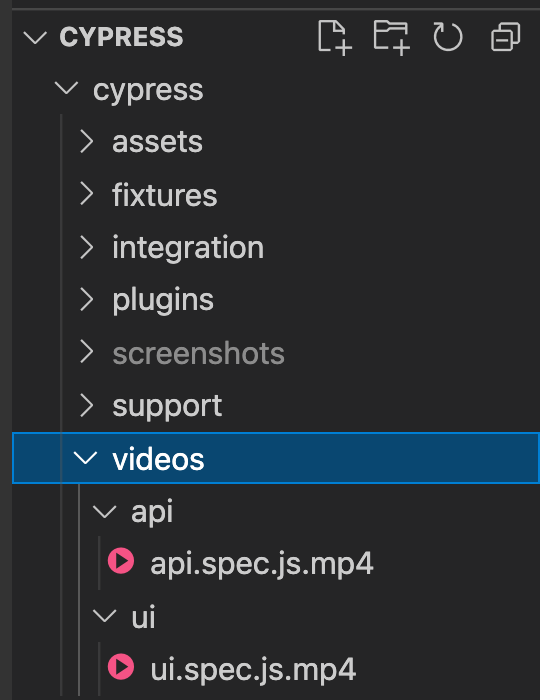 CYPRESS
cypress
assets
fixtures
integration
plugins
screenshots
support
videos
api
api.spec.js.mp4
ui
ui.spec.js.mp4